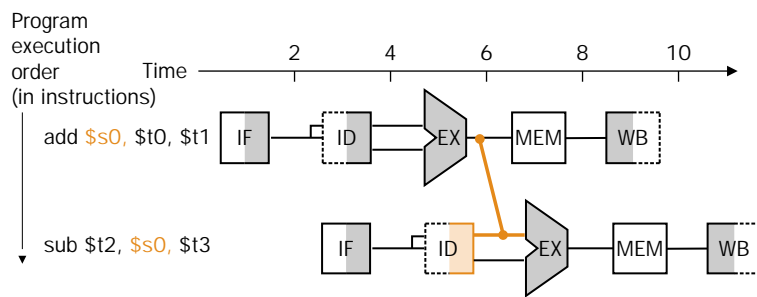 Program
execution
order
(in instructions)
Time
2 4 6 8 10
add $s0, $t0, $t1
IF ID EX MEM WB
sub $t2, $s0, $t3
IF ID EX MEM WB